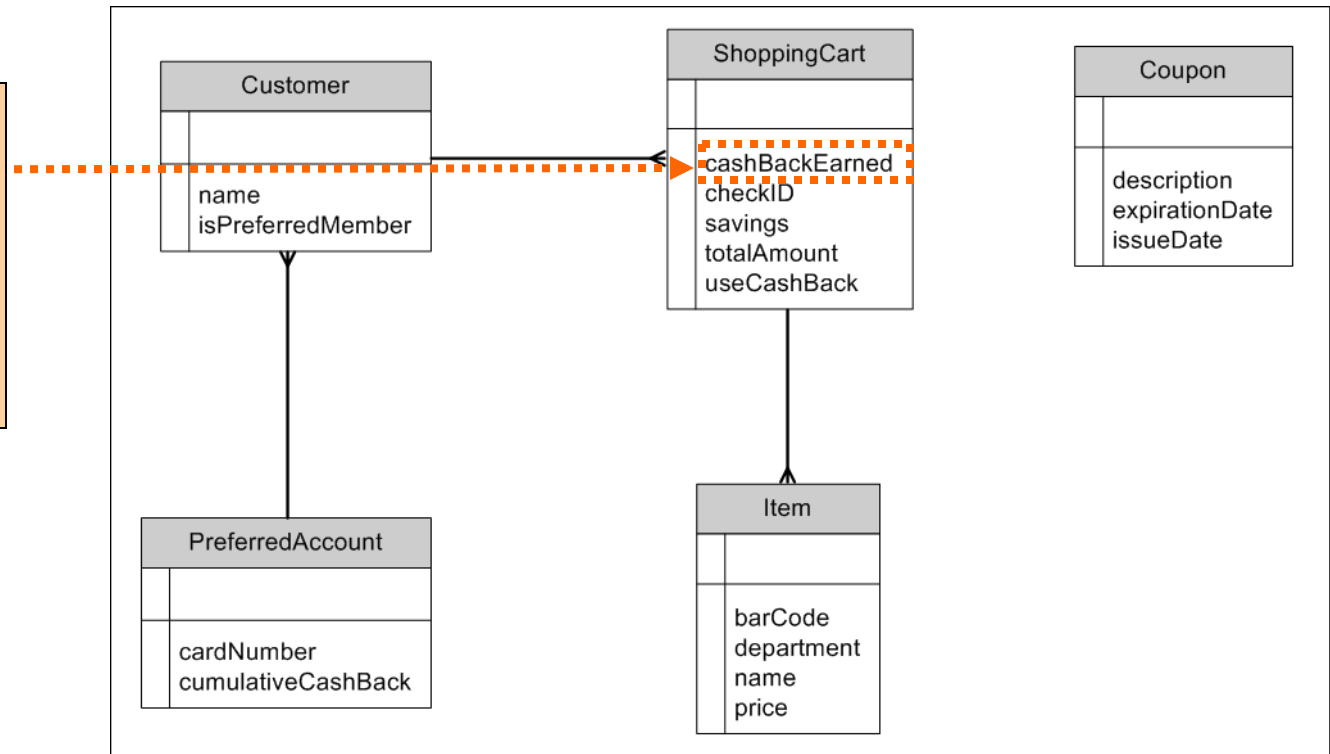 Customer
name
isPreferredMember
ShoppingCart
cashBackEarned
checkID
savings
totalAmount
useCashBack
Coupon
description
expirationDate
issueDate
PreferredAccount
cardNumber
cumulativeCashBack
Item
barCode
department
name
price